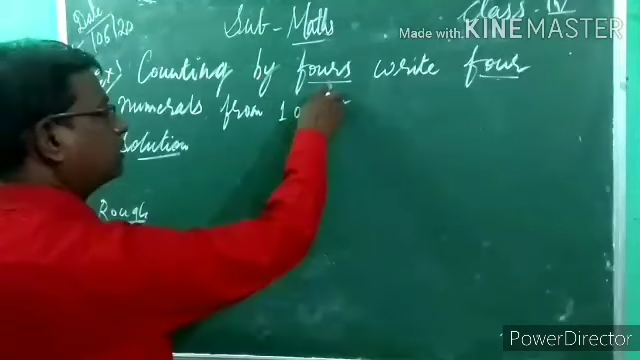 Sub - Maths
Class - IV
Date
/06/20
Counting by fours write four
numerals from 1 0
Solution
Rough
Made with KINEMASTER
PowerDirector